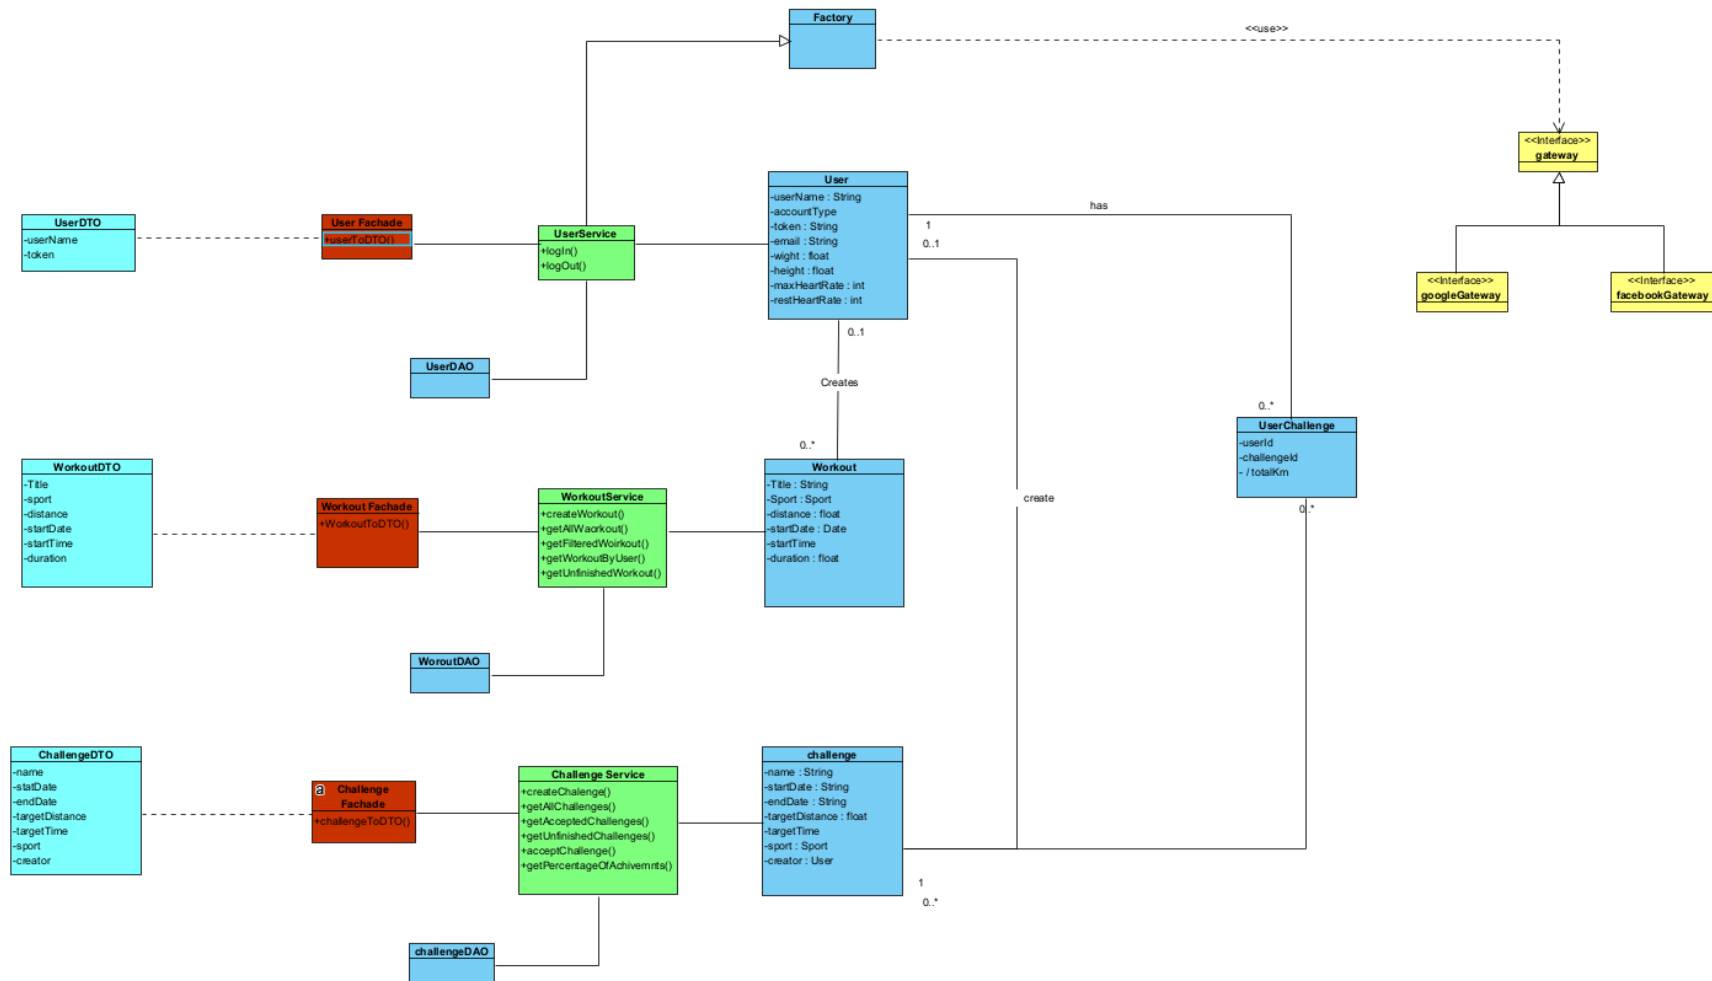 Factory
<<use>>
<<Interface>>
gateway
<<Interface>>
googleGateway
<<Interface>>
facebookGateway
UserDTO
-userName
-token
User Fachade
+userToDTO()
UserService
+logIn()
+logOut()
User
-userName : String
-accountType
-token : String
-email : String
-wight : float
-height : float
-maxHeartRate : int
-restHeartRate : int
has
1
0..1
0..1
Creates
0..*
UserDAO
0..*
UserChallenge
-userId
-challengeId
- / totalKm
0..*
create
WorkoutDTO
-Title
-sport
-distance
-startDate
-startTime
-duration
Workout Fachade
+WorkoutToDTO()
WorkoutService
+createWorkout()
+getAllWaorkout()
+getFilteredWoirkout()
+getWorkoutByUser()
+getUnfinishedWorkout()
Workout
-Title : String
-Sport : Sport
-distance : float
-startDate : Date
-startTime
-duration : float
WoroutDAO
ChallengeDTO
-name
-statDate
-endDate
-targetDistance
-targetTime
-sport
-creator
a
Challenge
Fachade
+challengeToDTO()
Challenge Service
+createChalenge()
+getAllChallenges()
+getAcceptedChallenges()
+getUnfinishedChallenges()
+acceptChallenge()
+getPercentageOfAchivemnts()
challenge
-name : String
-startDate : String
-endDate : String
-targetDistance : float
-targetTime
-sport : Sport
-creator : User
1
0..*
challengeDAO